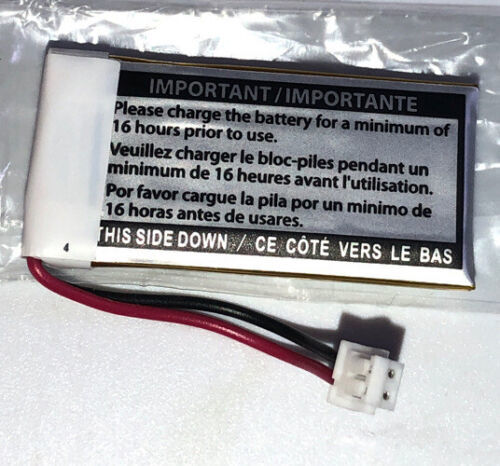 IMPORTANT / IMPORTANTE
Please charge the battery for a minimum of
16 hours prior to use.
Veuillez charger le bloc-piles pendant un
minimum de 16 heures avant l'utilisation.
Por favor cargue la pila por un minimo de
16 horas antes de usares.
THIS SIDE DOWN / CE CÔTÉ VERS LE BAS
4